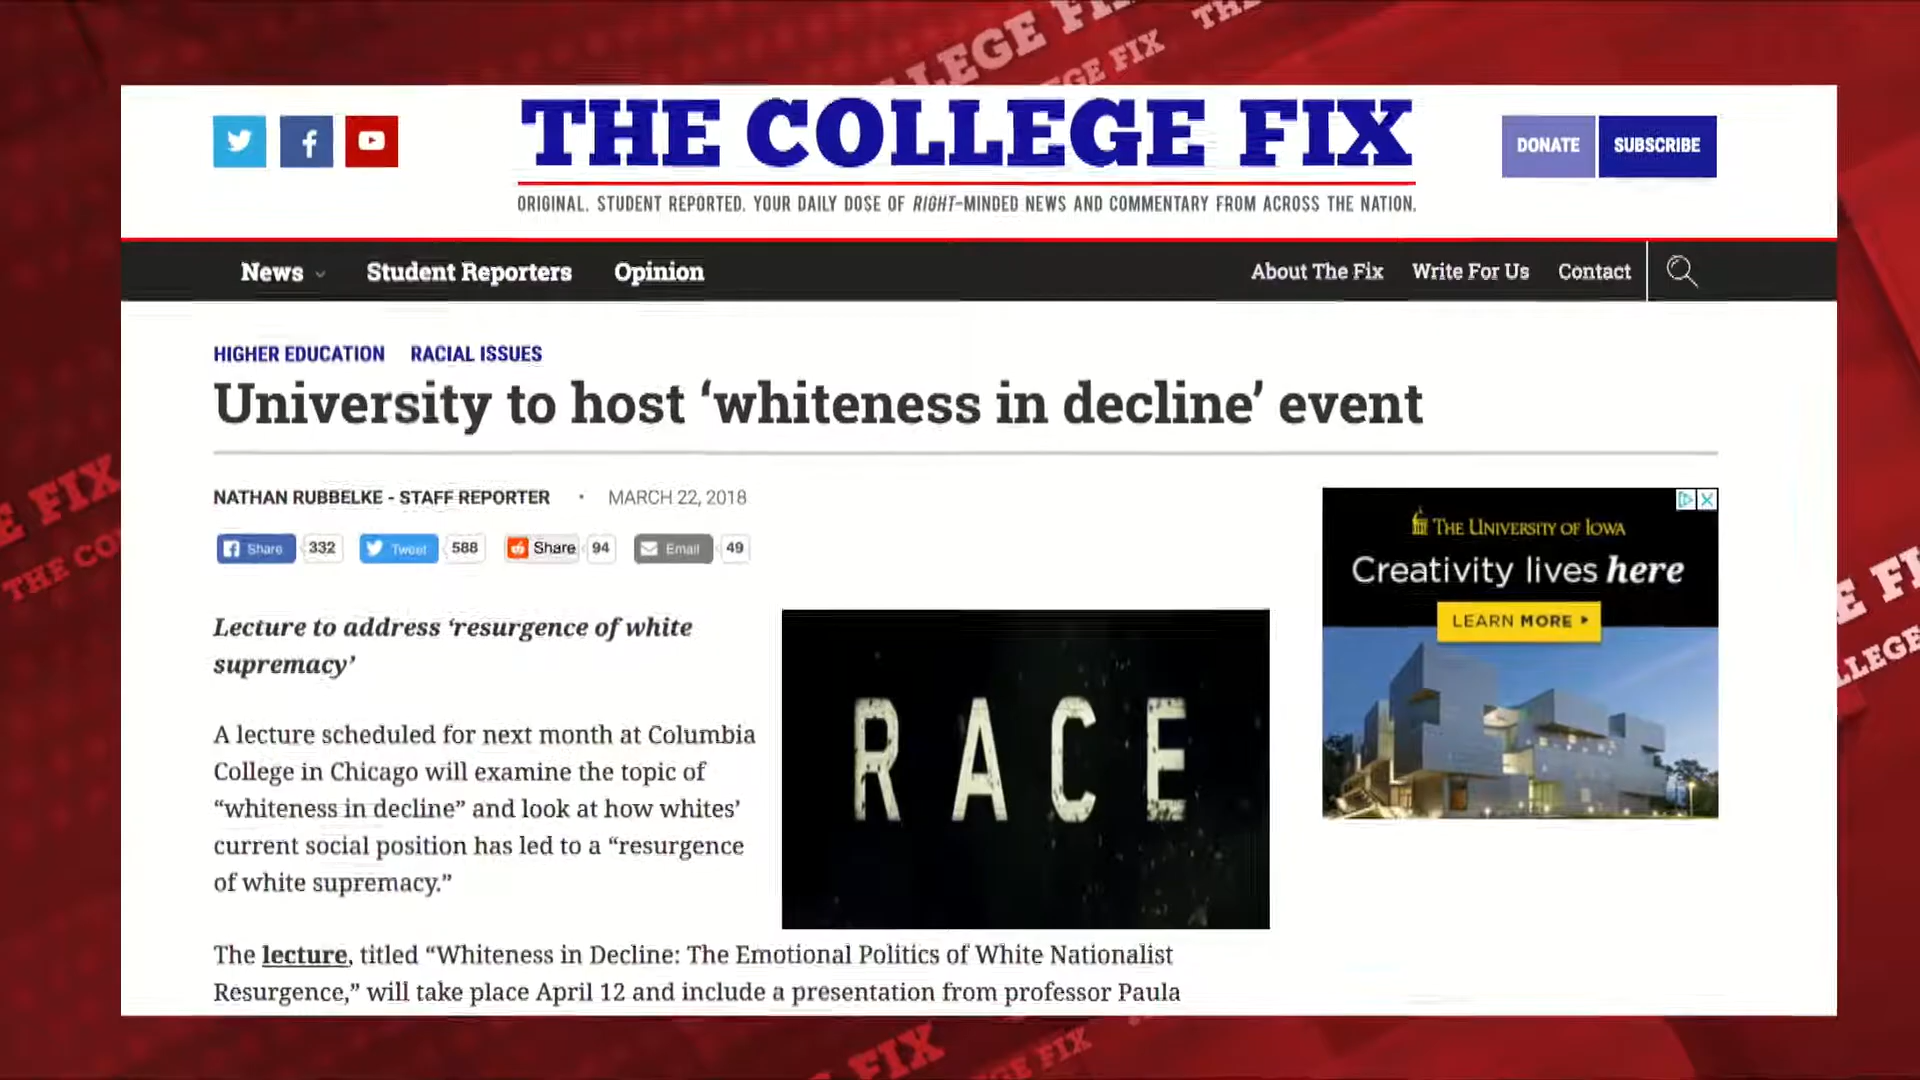 THE COLLEGE FIX
DONATE
SUBSCRIBE
ORIGINAL. STUDENT REPORTED. YOUR DAILY DOSE OF RIGHT-MINDED NEWS AND COMMENTARY FROM ACROSS THE NATION.
News
Student Reporters
Opinion
About The Fix
Write For Us
Contact
HIGHER EDUCATION RACIAL ISSUES
University to host ‘whiteness in decline’ event
NATHAN RUBBELKE - STAFF REPORTER • MARCH 22, 2018
Share 332
Tweet 588
Share 94
Email 49
Lecture to address ‘resurgence of white
supremacy’
A lecture scheduled for next month at Columbia
College in Chicago will examine the topic of
“whiteness in decline” and look at how whites’
current social position has led to a “resurgence
of white supremacy.”
The lecture, titled “Whiteness in Decline: The Emotional Politics of White Nationalist
Resurgence,” will take place April 12 and include a presentation from professor Paula
RACE
THE UNIVERSITY OF IOWA
Creativity lives here
LEARN MORE